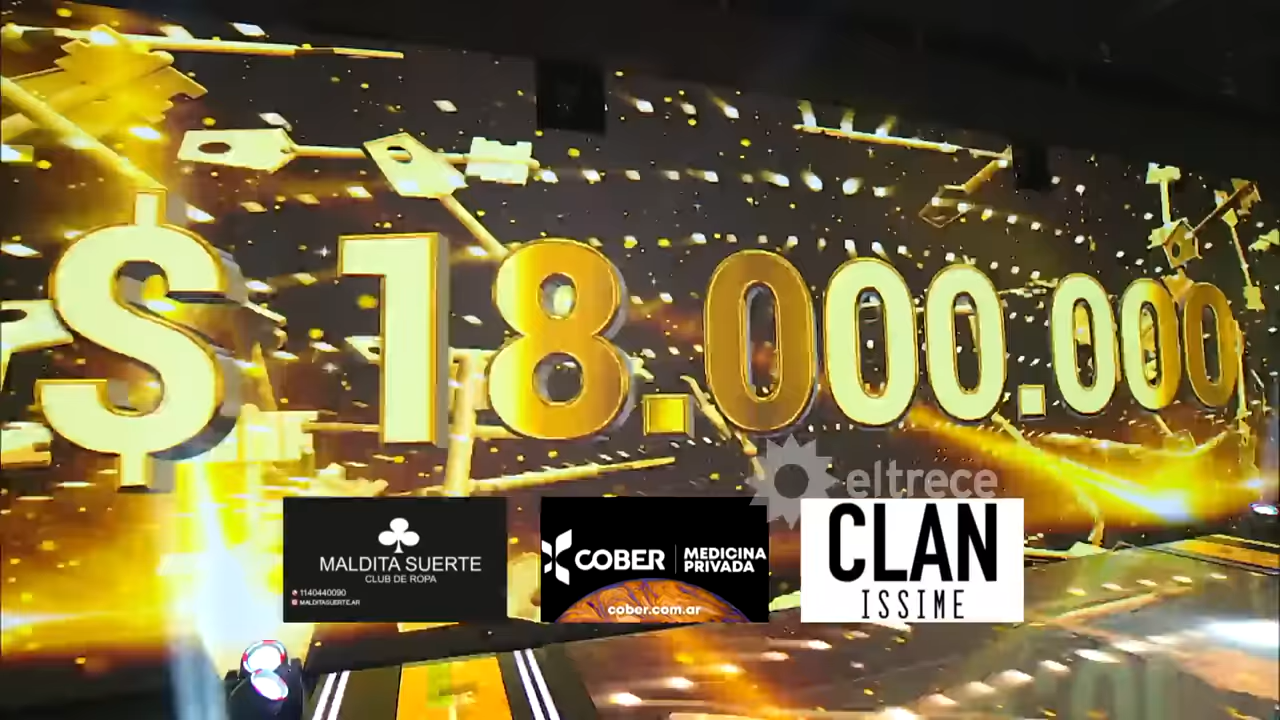 $ 18.000.000
eltrece
MALDITA SUERTE
CLUB DE ROPA
1140440090
MALDITASUERTE.AR
COBER
MEDICINA
PRIVADA
cober.com.ar
CLAN
ISSIME